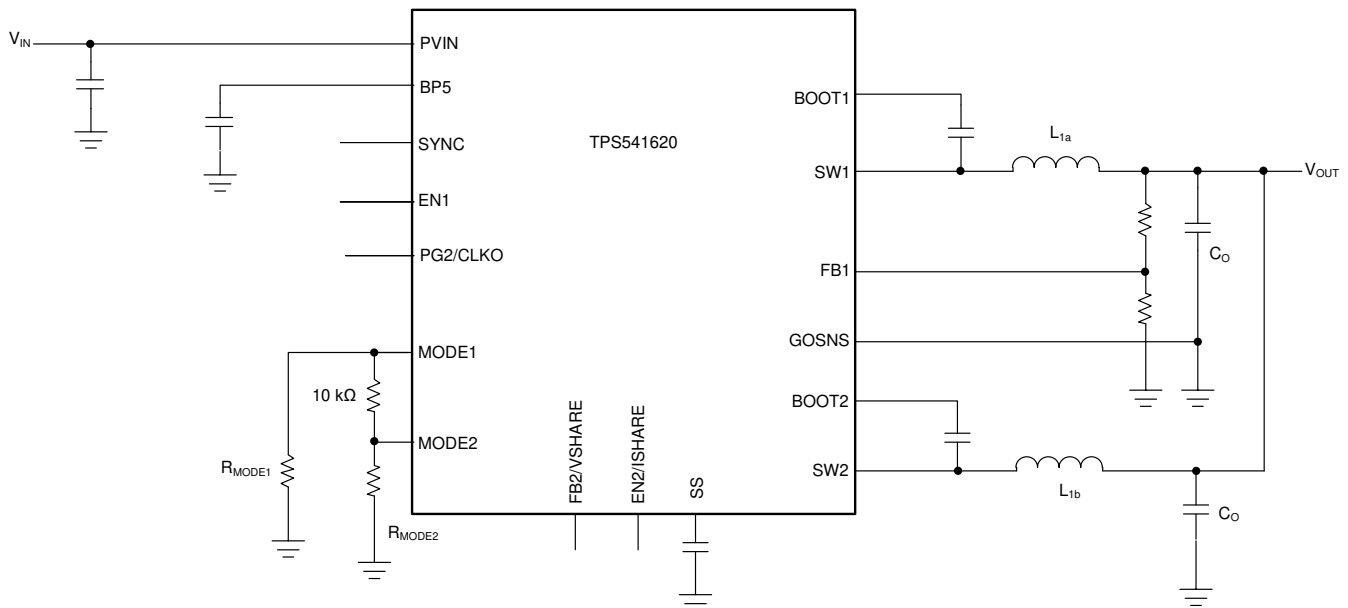 V_IN
PVIN
BP5
BOOT1
SYNC
TPS541620
L_1a
SW1
V_OUT
EN1
PG2/CLKO
FB1
C_O
GOSNS
MODE1
10 kΩ
BOOT2
MODE2
R_MODE1
FB2/VSHARE
EN2/ISHARE
SS
SW2
L_1b
C_O
R_MODE2